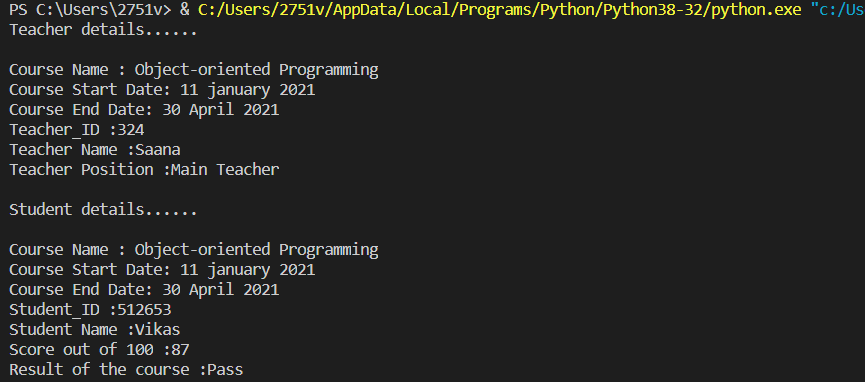 PS C:\Users\2751v> & C:/Users/2751v/AppData/Local/Programs/Python/Python38-32/python.exe "c:/Us
Teacher details......
Course Name : Object-oriented Programming
Course Start Date: 11 january 2021
Course End Date: 30 April 2021
Teacher_ID :324
Teacher Name :Saana
Teacher Position :Main Teacher
Student details......
Course Name : Object-oriented Programming
Course Start Date: 11 january 2021
Course End Date: 30 April 2021
Student_ID :512653
Student Name :Vikas
Score out of 100 :87
Result of the course :Pass